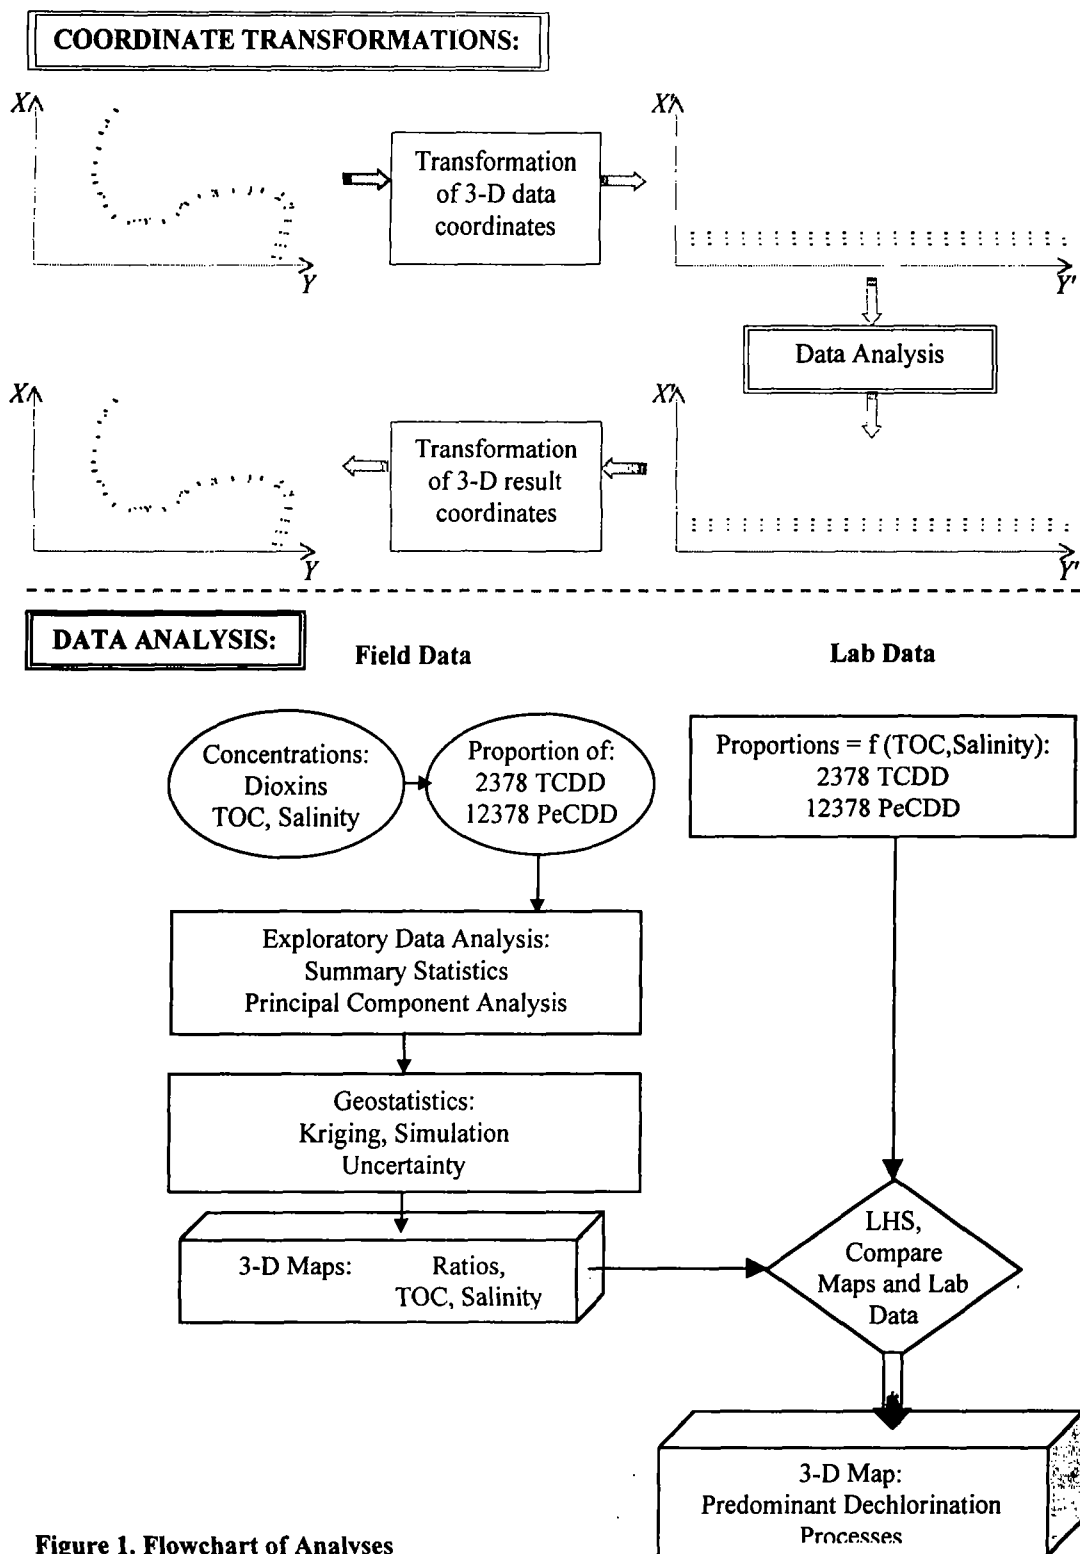 COORDINATE TRANSFORMATIONS:
X
Y
Transformation
of 3-D data
coordinates
X'
Y'
Data Analysis
X
Y
Transformation
of 3-D result
coordinates
X'
Y'
DATA ANALYSIS:
Field Data
Lab Data
Concentrations:
Dioxins
TOC, Salinity
Proportion of:
2378 TCDD
12378 PeCDD
Proportions = f (TOC,Salinity):
2378 TCDD
12378 PeCDD
Exploratory Data Analysis:
Summary Statistics
Principal Component Analysis
Geostatistics:
Kriging, Simulation
Uncertainty
3-D Maps: Ratios,
TOC, Salinity
LHS,
Compare
Maps and Lab
Data
3-D Map:
Predominant Dechlorination
Processes
Figure 1. Flowchart of Analyses